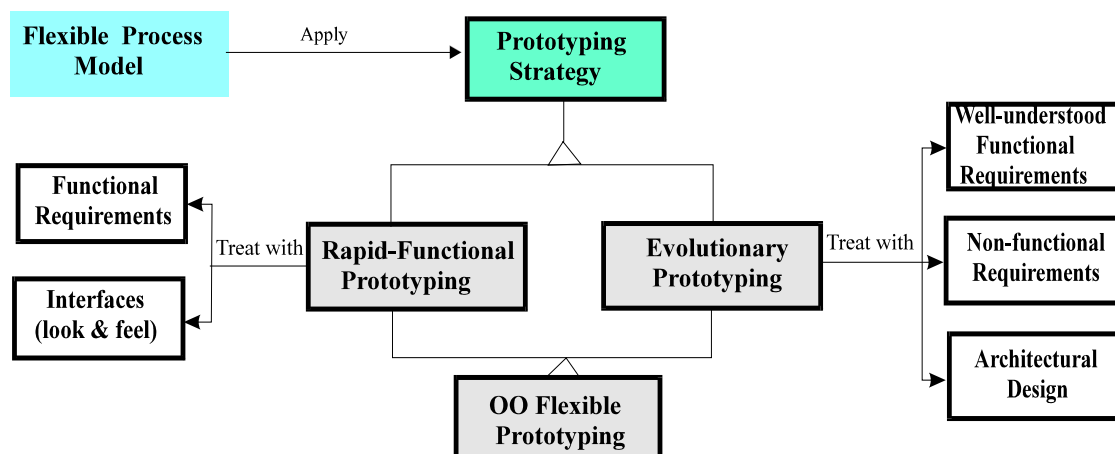 Flexible Process
Model
Apply
Prototyping
Strategy
Well-understood
Functional
Requirements
Functional
Requirements
Treat with
Rapid-Functional
Prototyping
Evolutionary
Prototyping
Treat with
Non-functional
Requirements
Interfaces
(look & feel)
Architectural
Design
OO Flexible
Prototyping